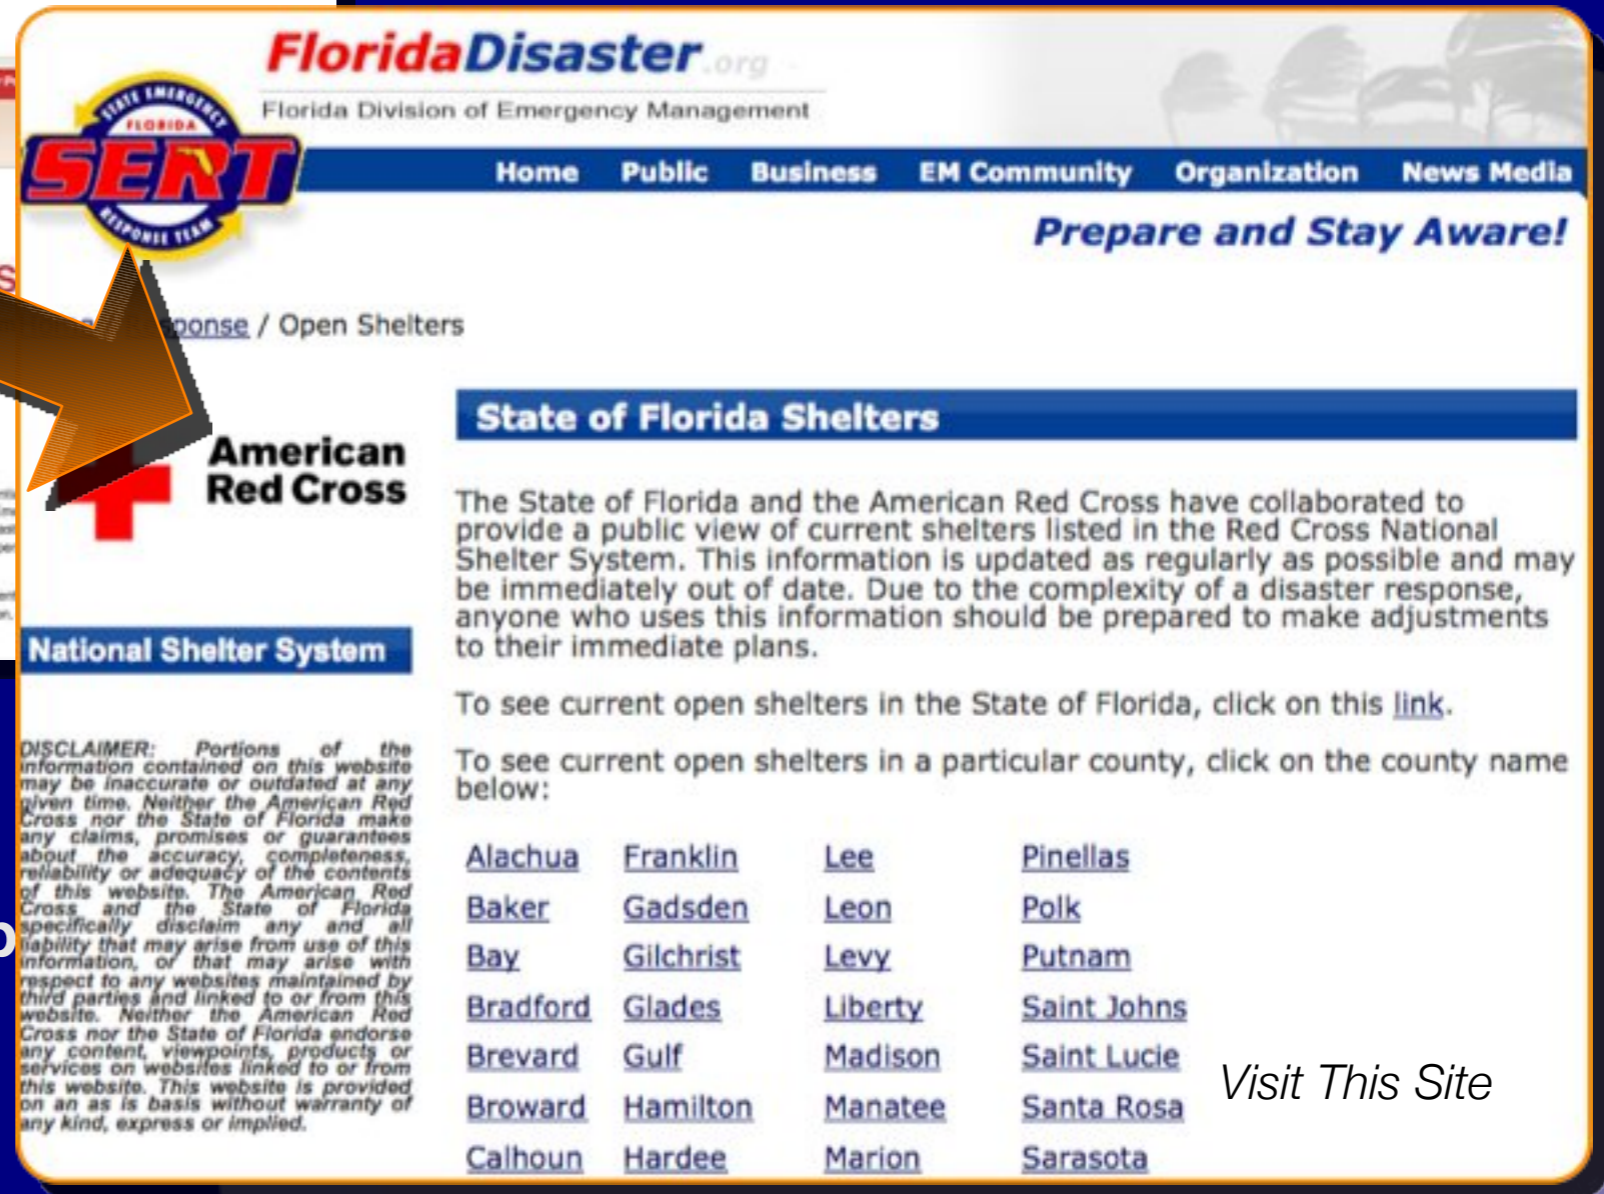 FloridaDisaster.org
Florida Division of Emergency Management
STATE EMERGENCY
FLORIDA
SERT
RESPONSE TEAM
Home Public Business EM Community Organization News Media
Prepare and Stay Aware!
/ Open Shelters
American
Red Cross
National Shelter System
DISCLAIMER: Portions of the
information contained on this website
may be inaccurate or outdated at any
given time. Neither the American Red
Cross nor the State of Florida make
any claims, promises or guarantees
about the accuracy, completeness,
reliability or adequacy of the contents
of this website. The American Red
Cross and the State of Florida
specifically disclaim any and all
liability that may arise from use of this
information, or that may arise with
respect to any websites maintained by
third parties and linked to or from this
website. Neither the American Red
Cross nor the State of Florida endorse
any content, viewpoints, products or
services on websites linked to or from
this website. This website is provided
on an as is basis without warranty of
any kind, express or implied.
State of Florida Shelters
The State of Florida and the American Red Cross have collaborated to
provide a public view of current shelters listed in the Red Cross National
Shelter System. This information is updated as regularly as possible and may
be immediately out of date. Due to the complexity of a disaster response,
anyone who uses this information should be prepared to make adjustments
to their immediate plans.
To see current open shelters in the State of Florida, click on this link.
To see current open shelters in a particular county, click on the county name
below:
Alachua Franklin Lee Pinellas
Baker Gadsden Leon Polk
Bay Gilchrist Levy Putnam
Bradford Glades Liberty Saint Johns
Brevard Gulf Madison Saint Lucie
Broward Hamilton Manatee Santa Rosa
Calhoun Hardee Marion Sarasota
Visit This Site